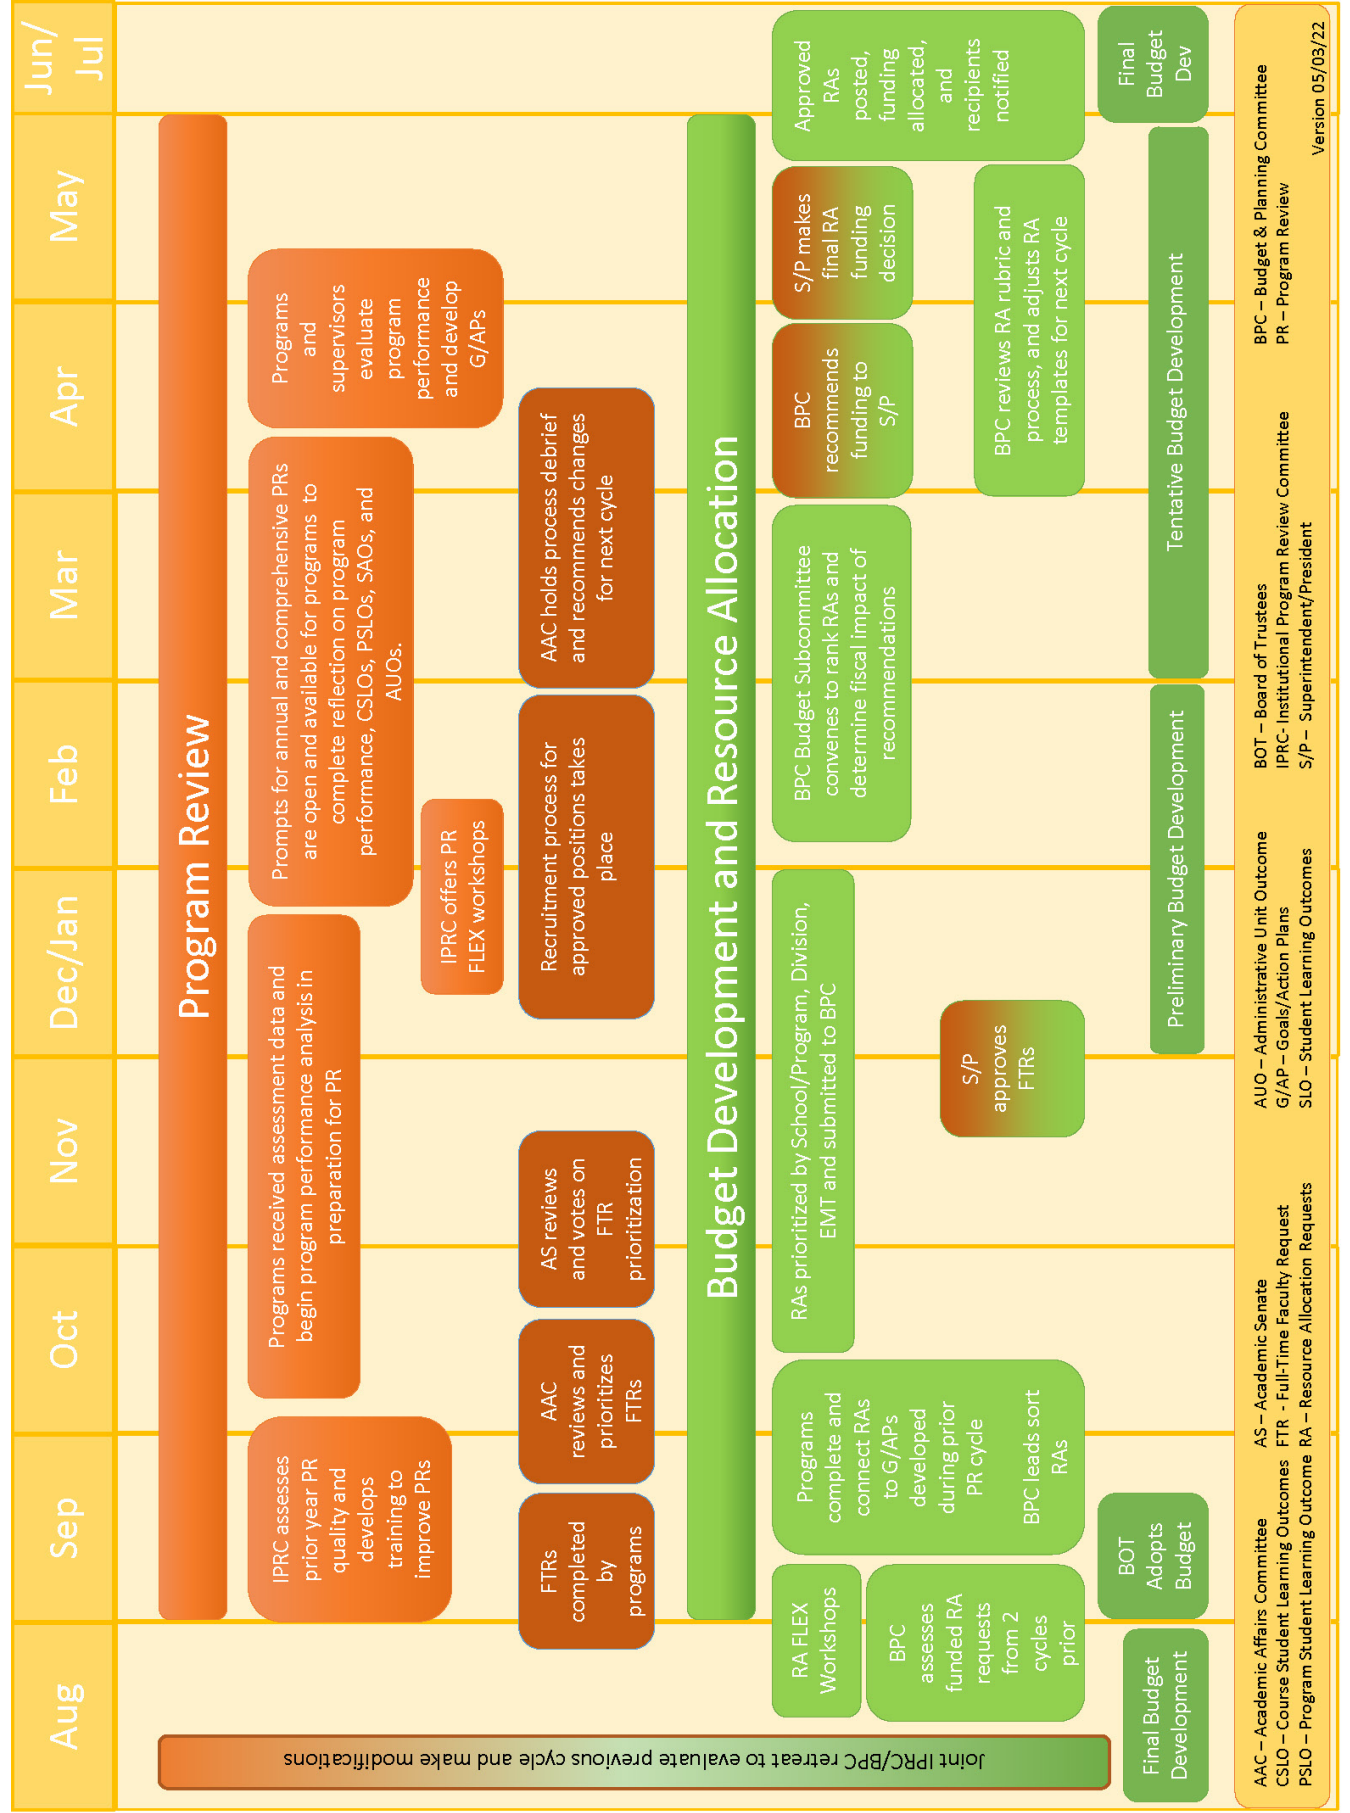 Aug
Sep
Oct
Nov
Dec/Jan
Feb
Mar
Apr
May
Jun/
Jul
Joint IPRC/BPC retreat to evaluate previous cycle and make modifications
Program Review
IPRC assesses
prior year PR
quality and
develops
training to
improve PRs
Programs received assessment data and
begin program performance analysis in
preparation for PR
Prompts for annual and comprehensive PRs
are open and available for programs to
complete reflection on program
performance, CSLOs, PSLOs, SAOs, and
AUOs.
Programs
and
supervisors
evaluate
program
performance
and develop
G/APs
IPRC offers PR
FLEX workshops
FTRs
completed
by
programs
AAC
reviews and
prioritizes
FTRs
AS reviews
and votes on
FTR
prioritization
Recruitment process for
approved positions takes
place
AAC holds process debrief
and recommends changes
for next cycle
Budget Development and Resource Allocation
RA FLEX
Workshops
BPC
assesses
funded RA
requests
from 2
cycles
prior
Programs
complete and
connect RAs
to G/APs
developed
during prior
PR cycle
BPC leads sort
RAs
RAs prioritized by School/Program, Division,
EMT and submitted to BPC
S/P
approves
FTRs
BPC Budget Subcommittee
convenes to rank RAs and
determine fiscal impact of
recommendations
BPC
recommends
funding to
S/P
S/P makes
final RA
funding
decision
BPC reviews RA rubric and
process, and adjusts RA
templates for next cycle
Approved
RAs
posted,
funding
allocated,
and
recipients
notified
Final Budget
Development
BOT
Adopts
Budget
Preliminary Budget Development
Tentative Budget Development
Final
Budget
Dev
AAC – Academic Affairs Committee
CSLO – Course Student Learning Outcomes
PSLO – Program Student Learning Outcome
AS – Academic Senate
FTR - Full-Time Faculty Request
RA – Resource Allocation Requests
AUO – Administrative Unit Outcome
G/AP – Goals/Action Plans
SLO – Student Learning Outcomes
BOT – Board of Trustees
IPRC- Institutional Program Review Committee
S/P – Superintendent/President
BPC – Budget & Planning Committee
PR – Program Review
Version 05/03/22